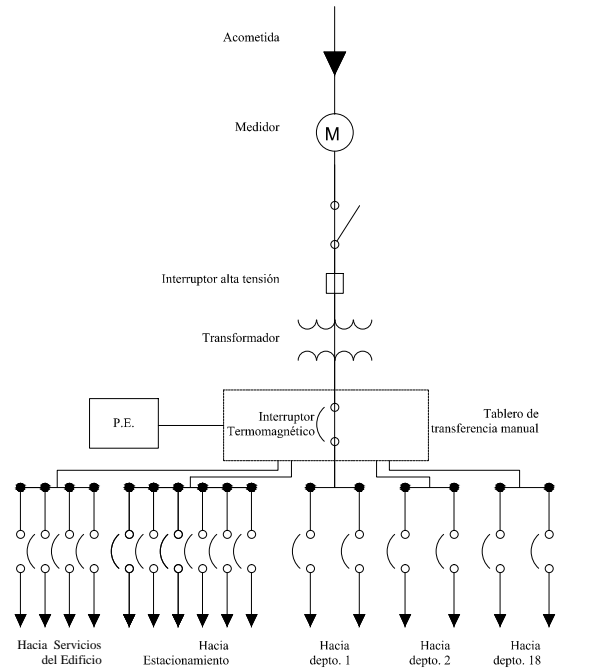 Acometida
Medidor
M
Interruptor alta tensión
Transformador
P.E.
Interruptor
Termomagnético
Tablero de
transferencia manual
Hacia Servicios
del Edificio
Hacia
Estacionamiento
Hacia
depto. 1
Hacia
depto. 2
Hacia
depto. 18